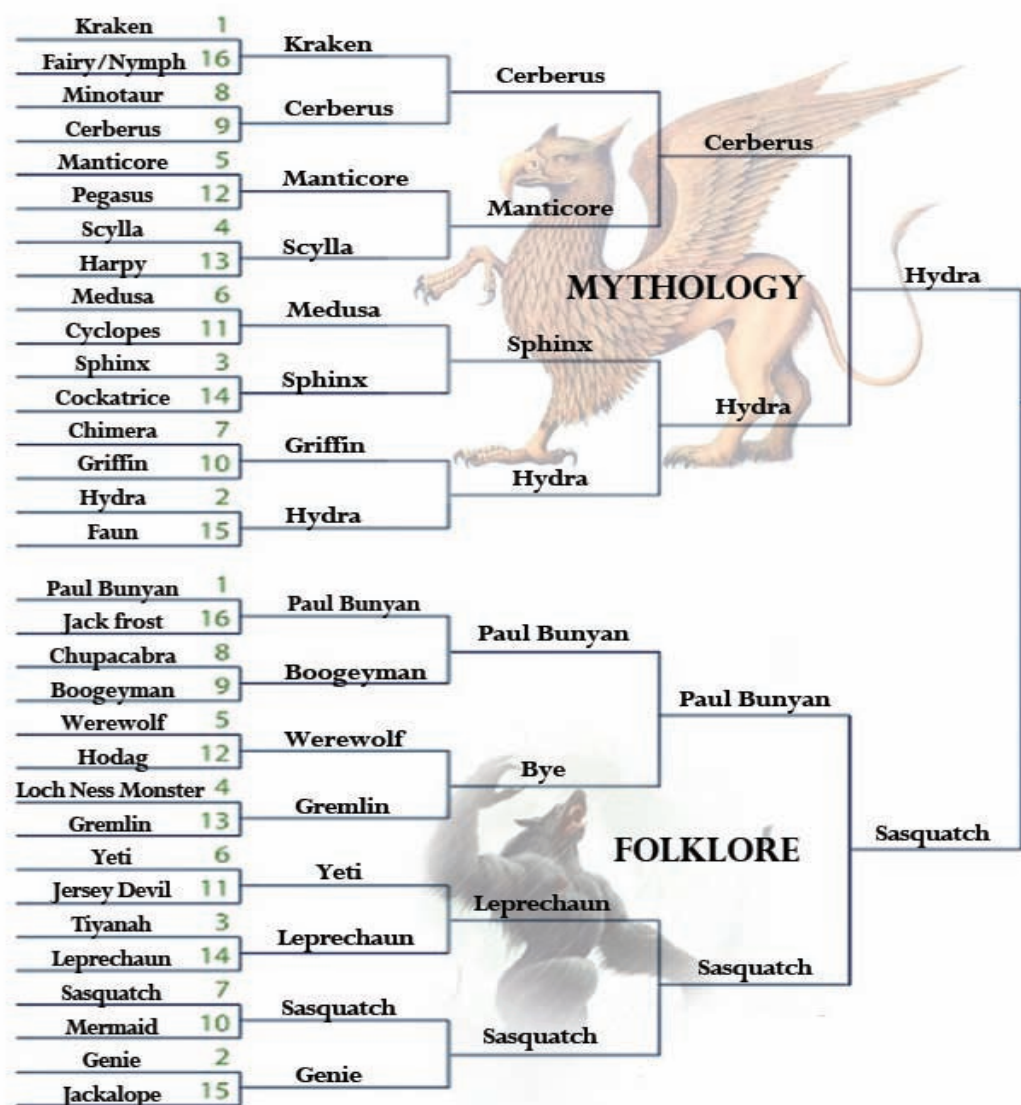 Kraken 1
Fairy/Nymph 16
Minotaur 8
Cerberus 9
Manticore 5
Pegasus 12
Scylla 4
Harpy 13
Medusa 6
Cyclopes 11
Sphinx 3
Cockatrice 14
Chimera 7
Griffin 10
Hydra 2
Faun 15
Kraken
Cerberus
Manticore
Scylla
Medusa
Sphinx
Griffin
Hydra
Cerberus
Manticore
Sphinx
Hydra
Cerberus
Hydra
Hydra
MYTHOLOGY
Paul Bunyan 1
Jack frost 16
Chupacabra 8
Boogeyman 9
Werewolf 5
Hodag 12
Loch Ness Monster 4
Gremlin 13
Yeti 6
Jersey Devil 11
Tiyanah 3
Leprechaun 14
Sasquatch 7
Mermaid 10
Genie 2
Jackalope 15
Paul Bunyan
Boogeyman
Werewolf
Gremlin
Yeti
Leprechaun
Sasquatch
Genie
Paul Bunyan
Bye
Leprechaun
Sasquatch
Paul Bunyan
Sasquatch
Sasquatch
FOLKLORE